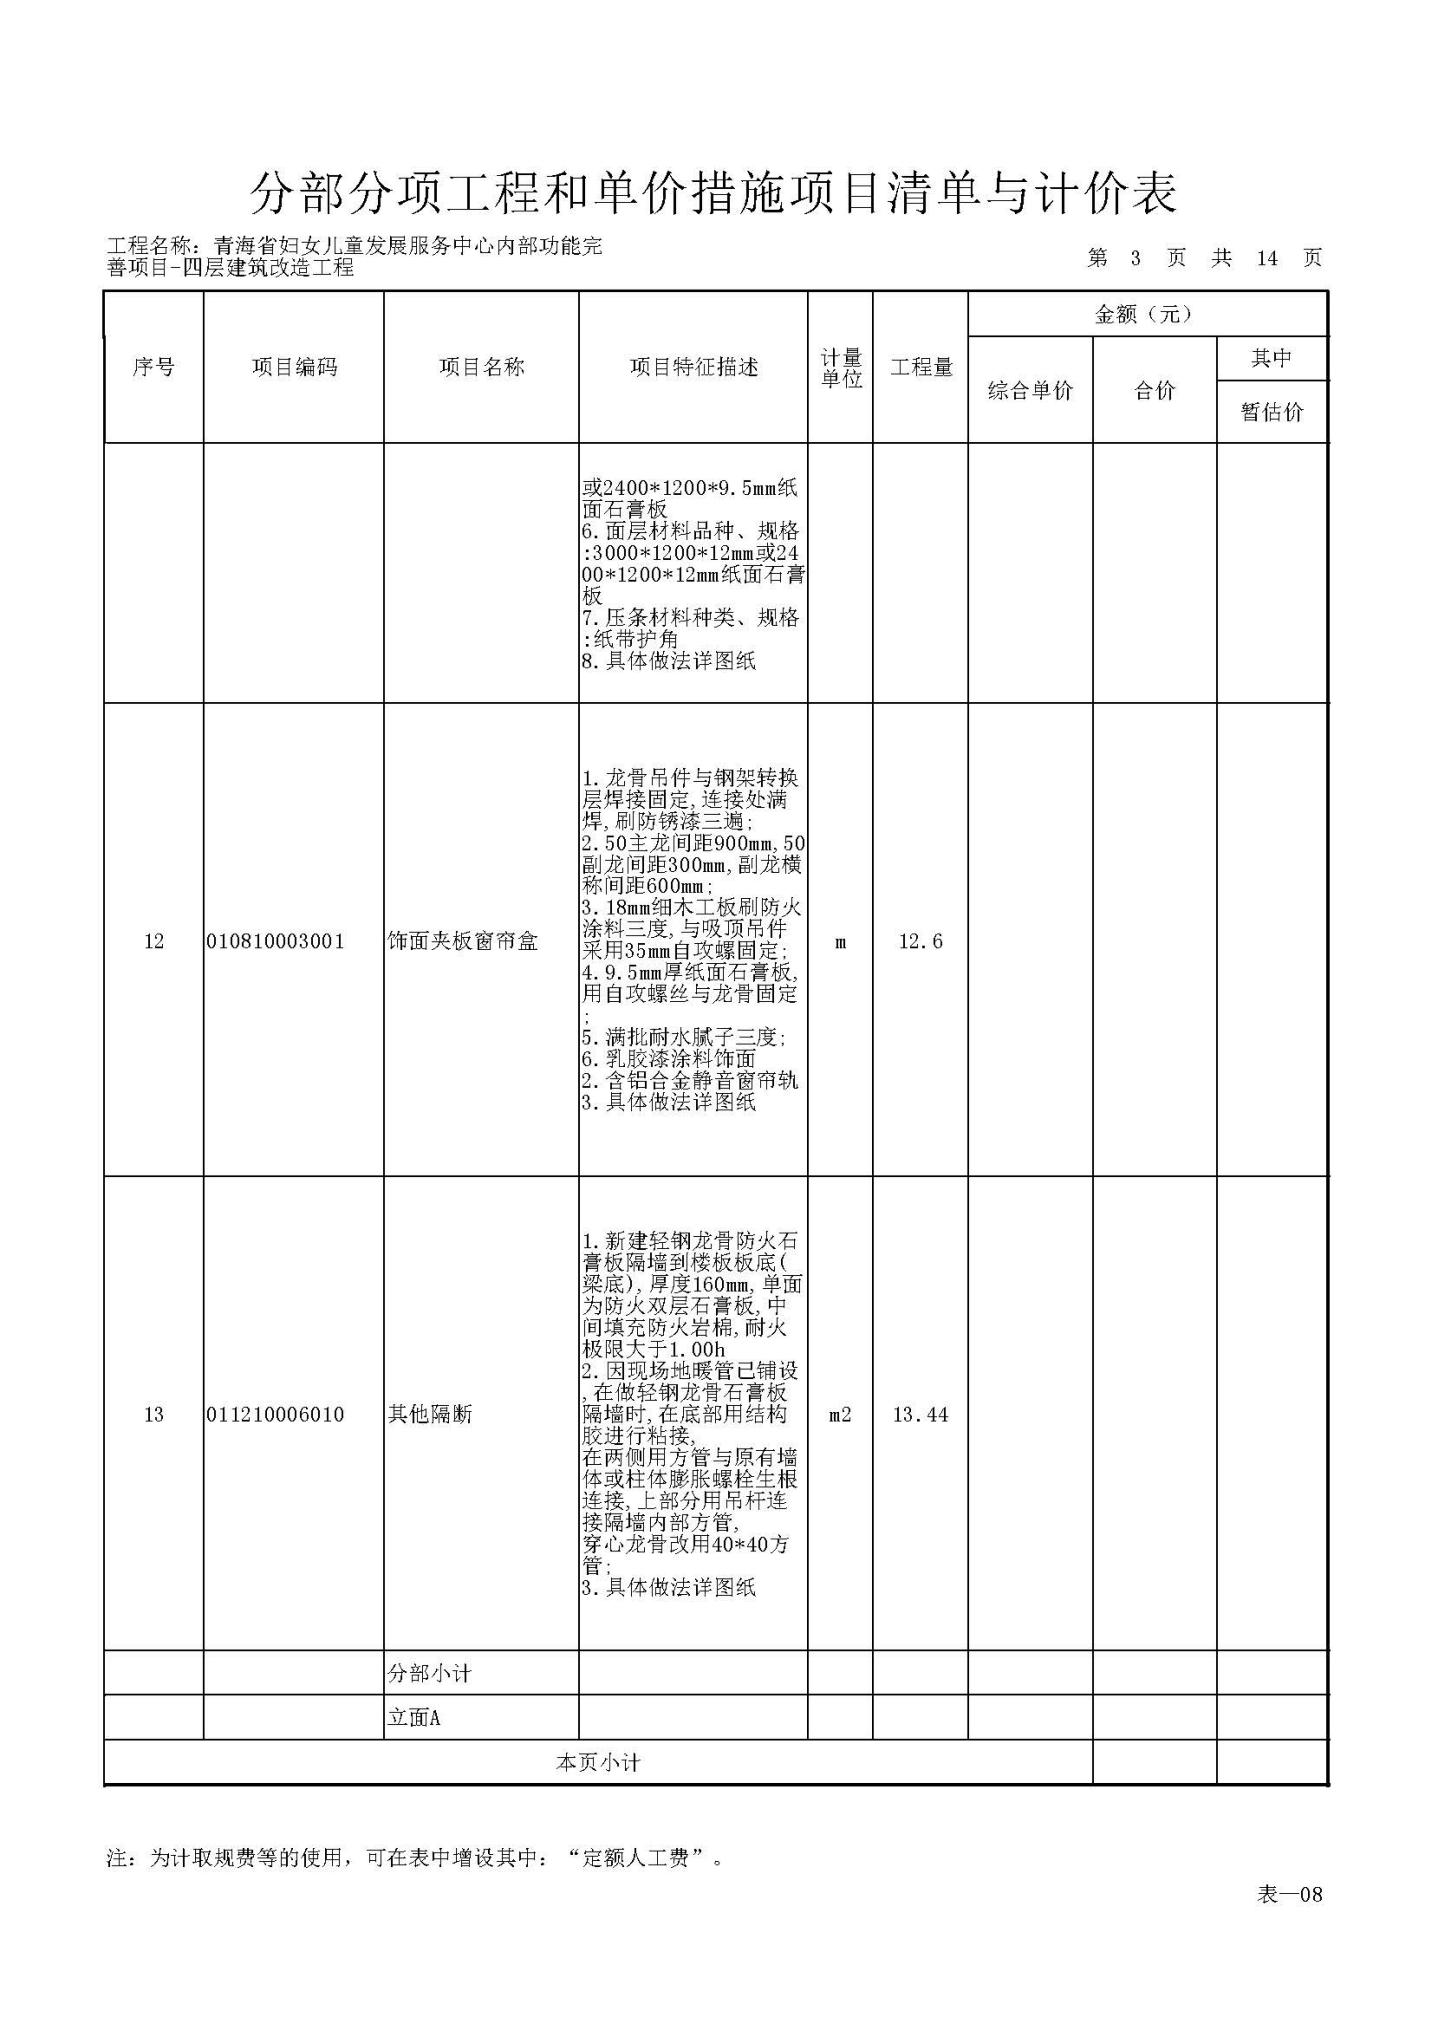 分部分项工程和单价措施项目清单与计价表
工程名称：青海省妇女儿童发展服务中心内部功能完
善项目-四层建筑改造工程
第 3 页 共 14 页
序号
项目编码
项目名称
项目特征描述
计量
单位
工程量
金额（元）
综合单价
合价
其中
暂估价
或2400*1200*9.5mm纸
面石膏板
6.面层材料品种、规格
:3000*1200*12mm或24
00*1200*12mm纸面石膏
板
7.压条材料种类、规格
:纸带护角
8.具体做法详图纸
12
010810003001
饰面夹板窗帘盒
1.龙骨吊件与钢架转换
层焊接固定,连接处满
焊,刷防锈漆三遍;
2.50主龙间距900mm,50
副龙间距300mm,副龙横
称间距600mm;
3.18mm细木工板刷防火
涂料三度,与吸顶吊件
采用35mm自攻螺固定;
4.9.5mm厚纸面石膏板,
用自攻螺丝与龙骨固定
;
5.满批耐水腻子三度;
6.乳胶漆涂料饰面
2.含铝合金静音窗帘轨
3.具体做法详图纸
m
12.6
13
011210006010
其他隔断
1.新建轻钢龙骨防火石
膏板隔墙到楼板板底(
梁底),厚度160mm,单面
为防火双层石膏板,中
间填充防火岩棉,耐火
极限大于1.00h
2.因现场地暖管已铺设
,在做轻钢龙骨石膏板
隔墙时,在底部用结构
胶进行粘接,
在两侧用方管与原有墙
体或柱体膨胀螺栓生根
连接,上部分用吊杆连
接隔墙内部方管,
穿心龙骨改用40*40方
管;
3.具体做法详图纸
m2
13.44
分部小计
立面A
本页小计
注：为计取规费等的使用，可在表中增设其中：“定额人工费”。
表—08